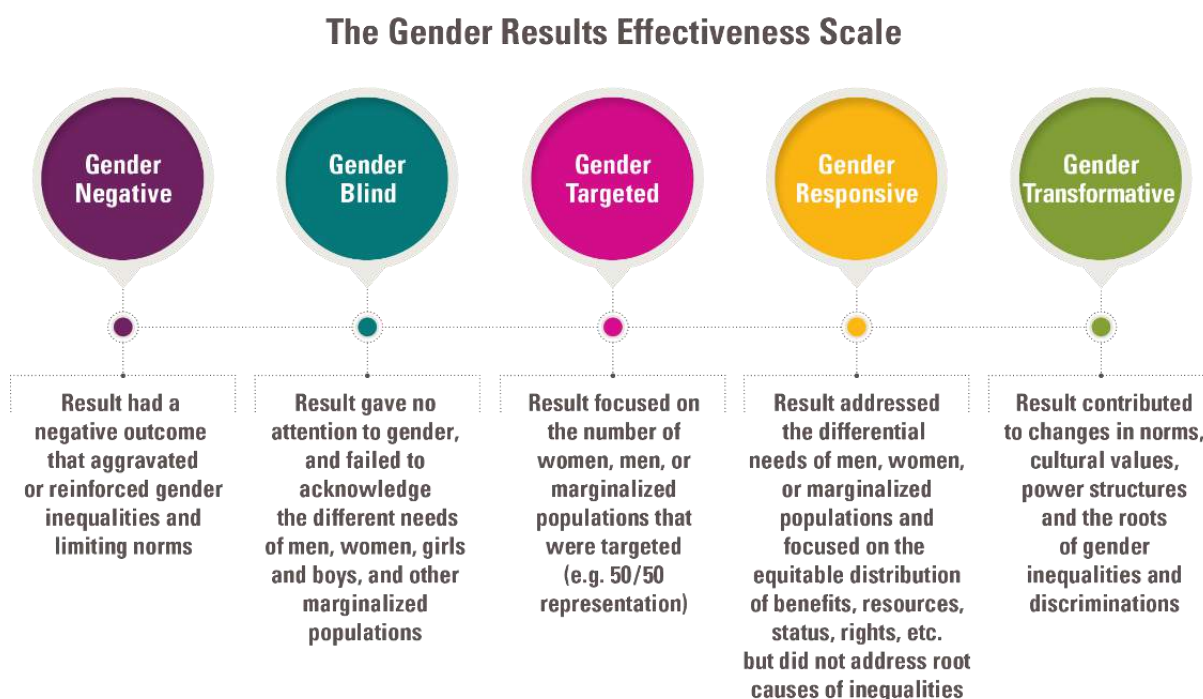 The Gender Results Effectiveness Scale
Gender
Negative
Gender
Blind
Gender
Targeted
Gender
Responsive
Gender
Transformative
Result had a
negative outcome
that aggravated
or reinforced gender
inequalities and
limiting norms
Result gave no
attention to gender,
and failed to
acknowledge
the different needs
of men, women, girls
and boys, and other
marginalized
populations
Result focused on
the number of
women, men, or
marginalized
populations that
were targeted
(e.g. 50/50
representation)
Result addressed
the differential
needs of men, women,
or marginalized
populations and
focused on the
equitable distribution
of benefits, resources,
status, rights, etc.
but did not address root
causes of inequalities
Result contributed
to changes in norms,
cultural values,
power structures
and the roots
of gender
inequalities and
discriminations